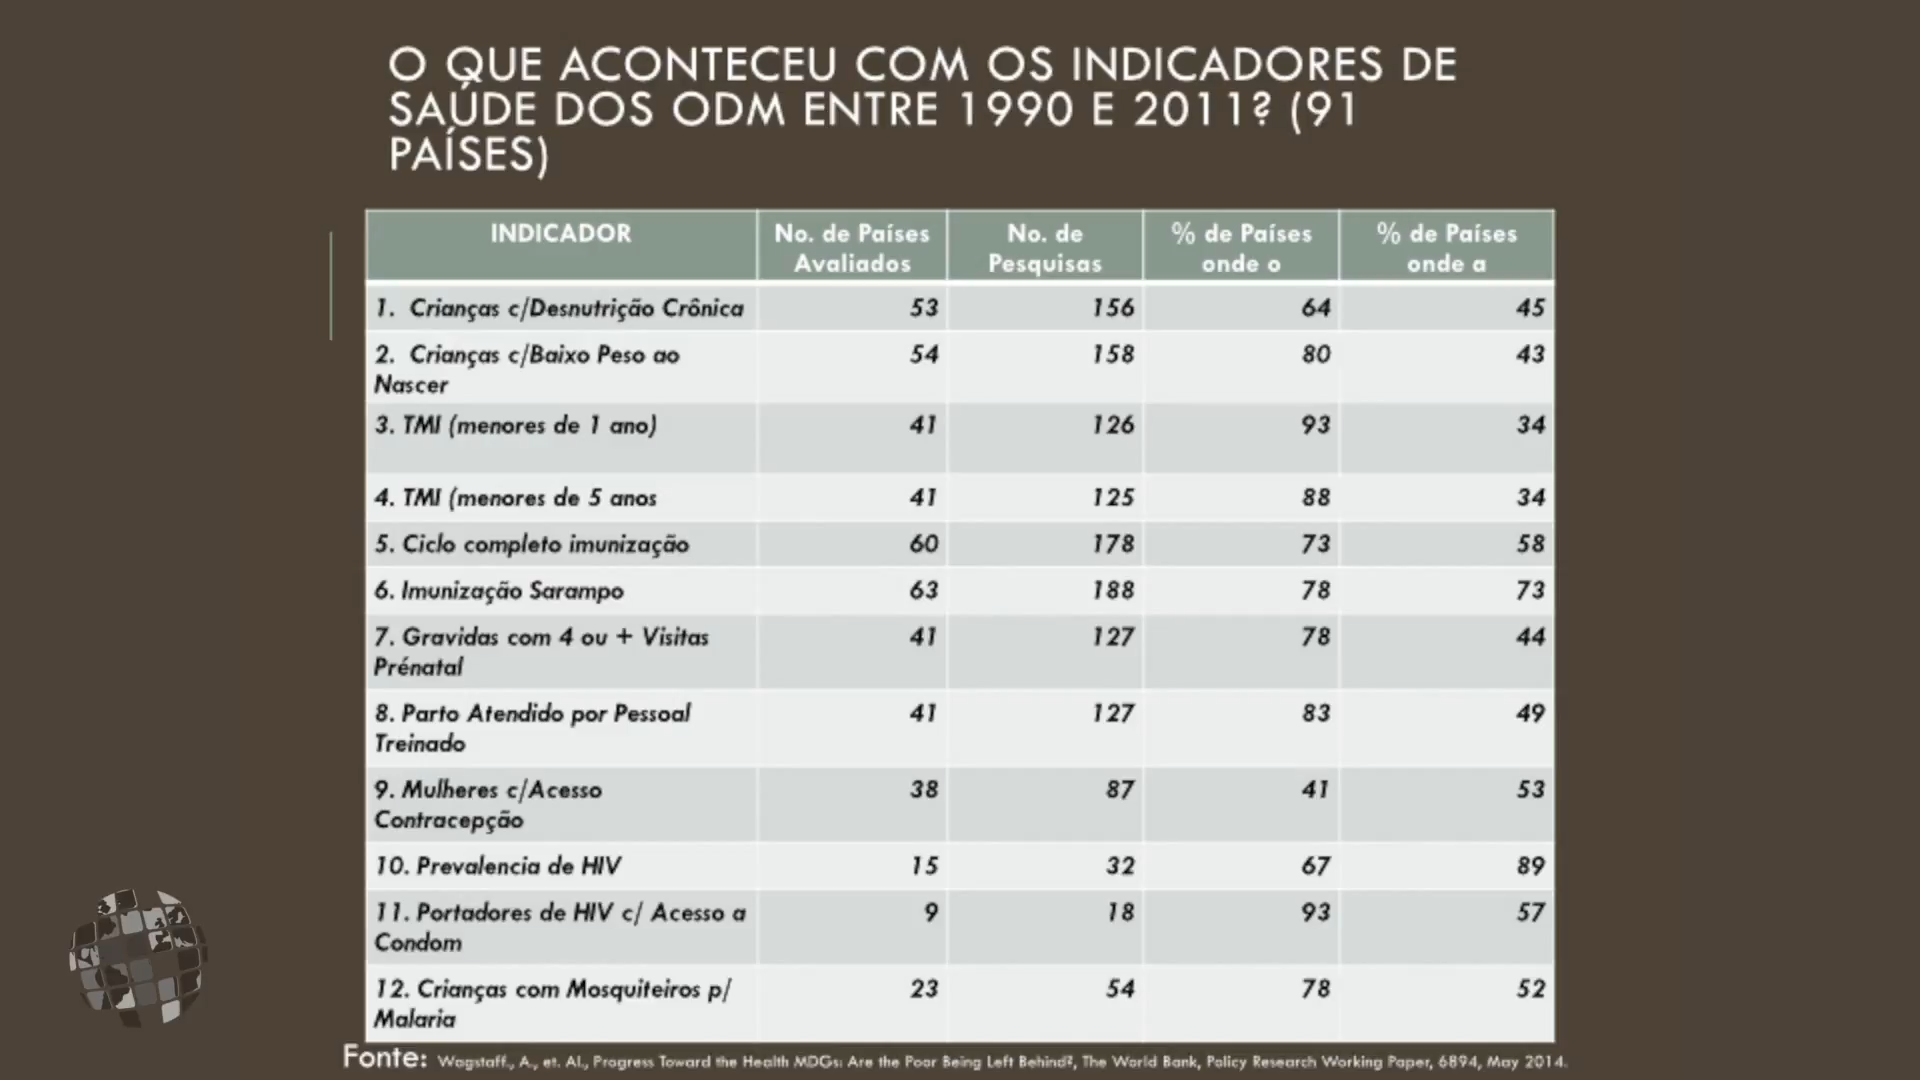 O QUE ACONTECEU COM OS INDICADORES DE
SAÚDE DOS ODM ENTRE 1990 E 2011? (91
PAÍSES)
INDICADOR No. de Países Avaliados No. de Pesquisas % de Países onde o % de Países onde a
1. Crianças c/Desnutrição Crônica 53 156 64 45
2. Crianças c/Baixo Peso ao 54 158 80 43
Nascer
3. TMI (menores de 1 ano) 41 126 93 34
4. TMI (menores de 5 anos 41 125 88 34
5. Ciclo completo imunização 60 178 73 58
6. Imunização Sarampo 63 188 78 73
7. Gravidas com 4 ou + Visitas 41 127 78 44
Prénatal
8. Parto Atendido por Pessoal 41 127 83 49
Treinado
9. Mulheres c/Acesso 38 87 41 53
Contracepção
10. Prevalencia de HIV 15 32 67 89
11. Portadores de HIV c/ Acesso a 9 18 93 57
Condom
12. Crianças com Mosquiteiros p/ 23 54 78 52
Malaria
Fonte: Wagstaff., A., et. Al., Progress Toward the Health MDGs: Are the Poor Being Left Behind?, The World Bank, Policy Research Working Paper, 6894, May 2014.